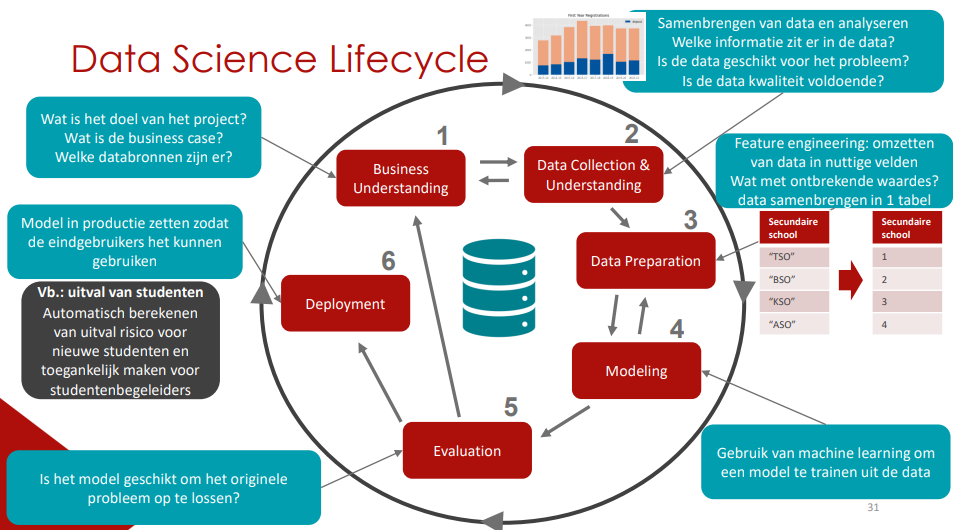 Data Science Lifecycle
First Year Registrations
Samenbrengen van data en analyseren
Welke informatie zit er in de data?
Is de data geschikt voor het probleem?
Is de data kwaliteit voldoende?
Wat is het doel van het project?
Wat is de business case?
Welke databronnen zijn er?
1
Business
Understanding
2
Data Collection &
Understanding
Feature engineering: omzetten
van data in nuttige velden
Wat met ontbrekende waardes?
data samenbrengen in 1 tabel
3
Data Preparation
Secundaire school
"TSO"
"BSO"
"KSO"
"ASO"
Secundaire school
1
2
3
4
Model in productie zetten zodat
de eindgebruikers het kunnen
gebruiken
6
Deployment
Vb.: uitval van studenten
Automatisch berekenen
van uitval risico voor
nieuwe studenten en
toegankelijk maken voor
studentenbegeleiders
4
Modeling
5
Evaluation
Gebruik van machine learning om
een model te trainen uit de data
Is het model geschikt om het originele
probleem op te lossen?
31